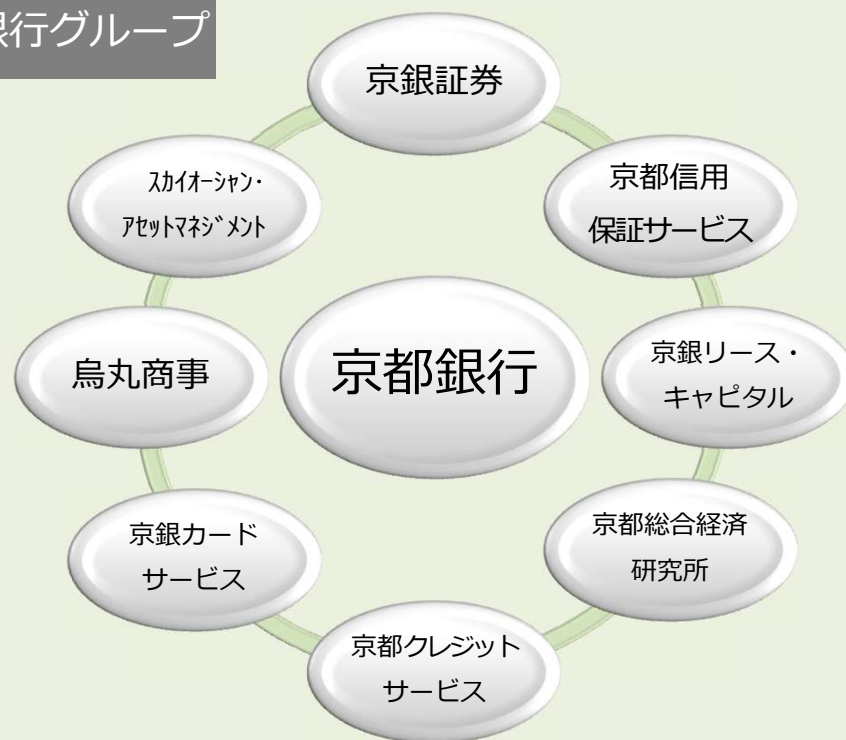 銀行グループ
京銀証券
スカイオーシャン・
アセットマネジメント
京都信用
保証サービス
烏丸商事
京都銀行
京銀リース・
キャピタル
京銀カード
サービス
京都総合経済
研究所
京都クレジット
サービス